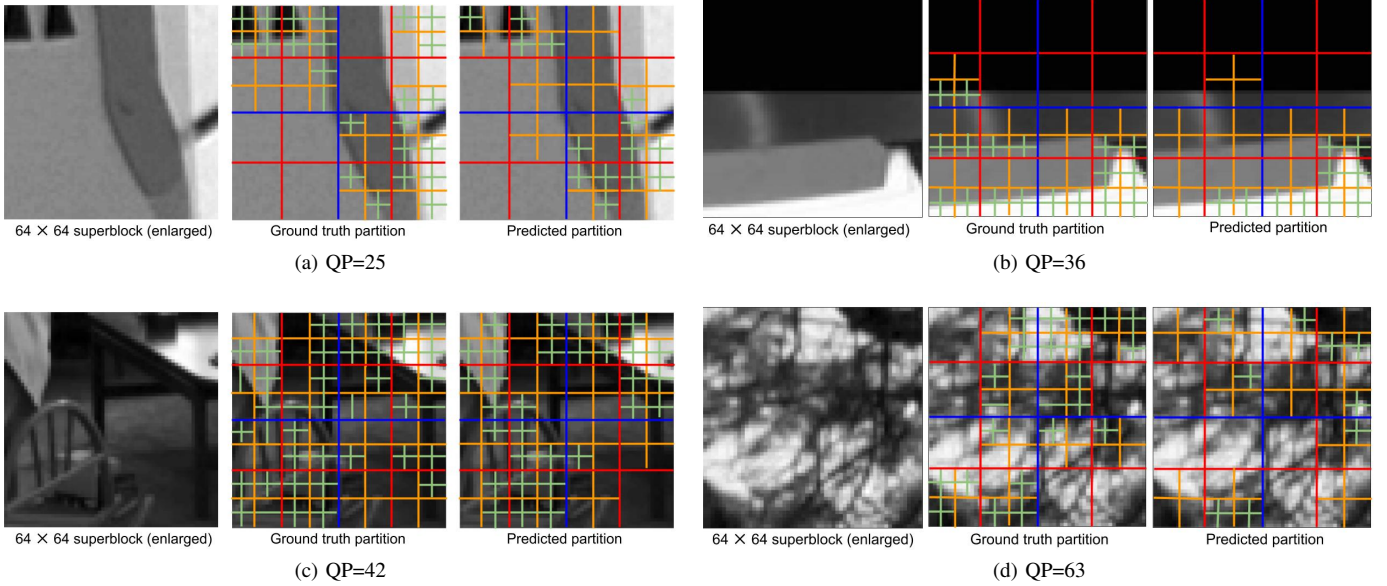 64 × 64 superblock (enlarged) Ground truth partition Predicted partition
(a) QP=25
64 × 64 superblock (enlarged) Ground truth partition Predicted partition
(b) QP=36
64 × 64 superblock (enlarged) Ground truth partition Predicted partition
(c) QP=42
64 × 64 superblock (enlarged) Ground truth partition Predicted partition
(d) QP=63